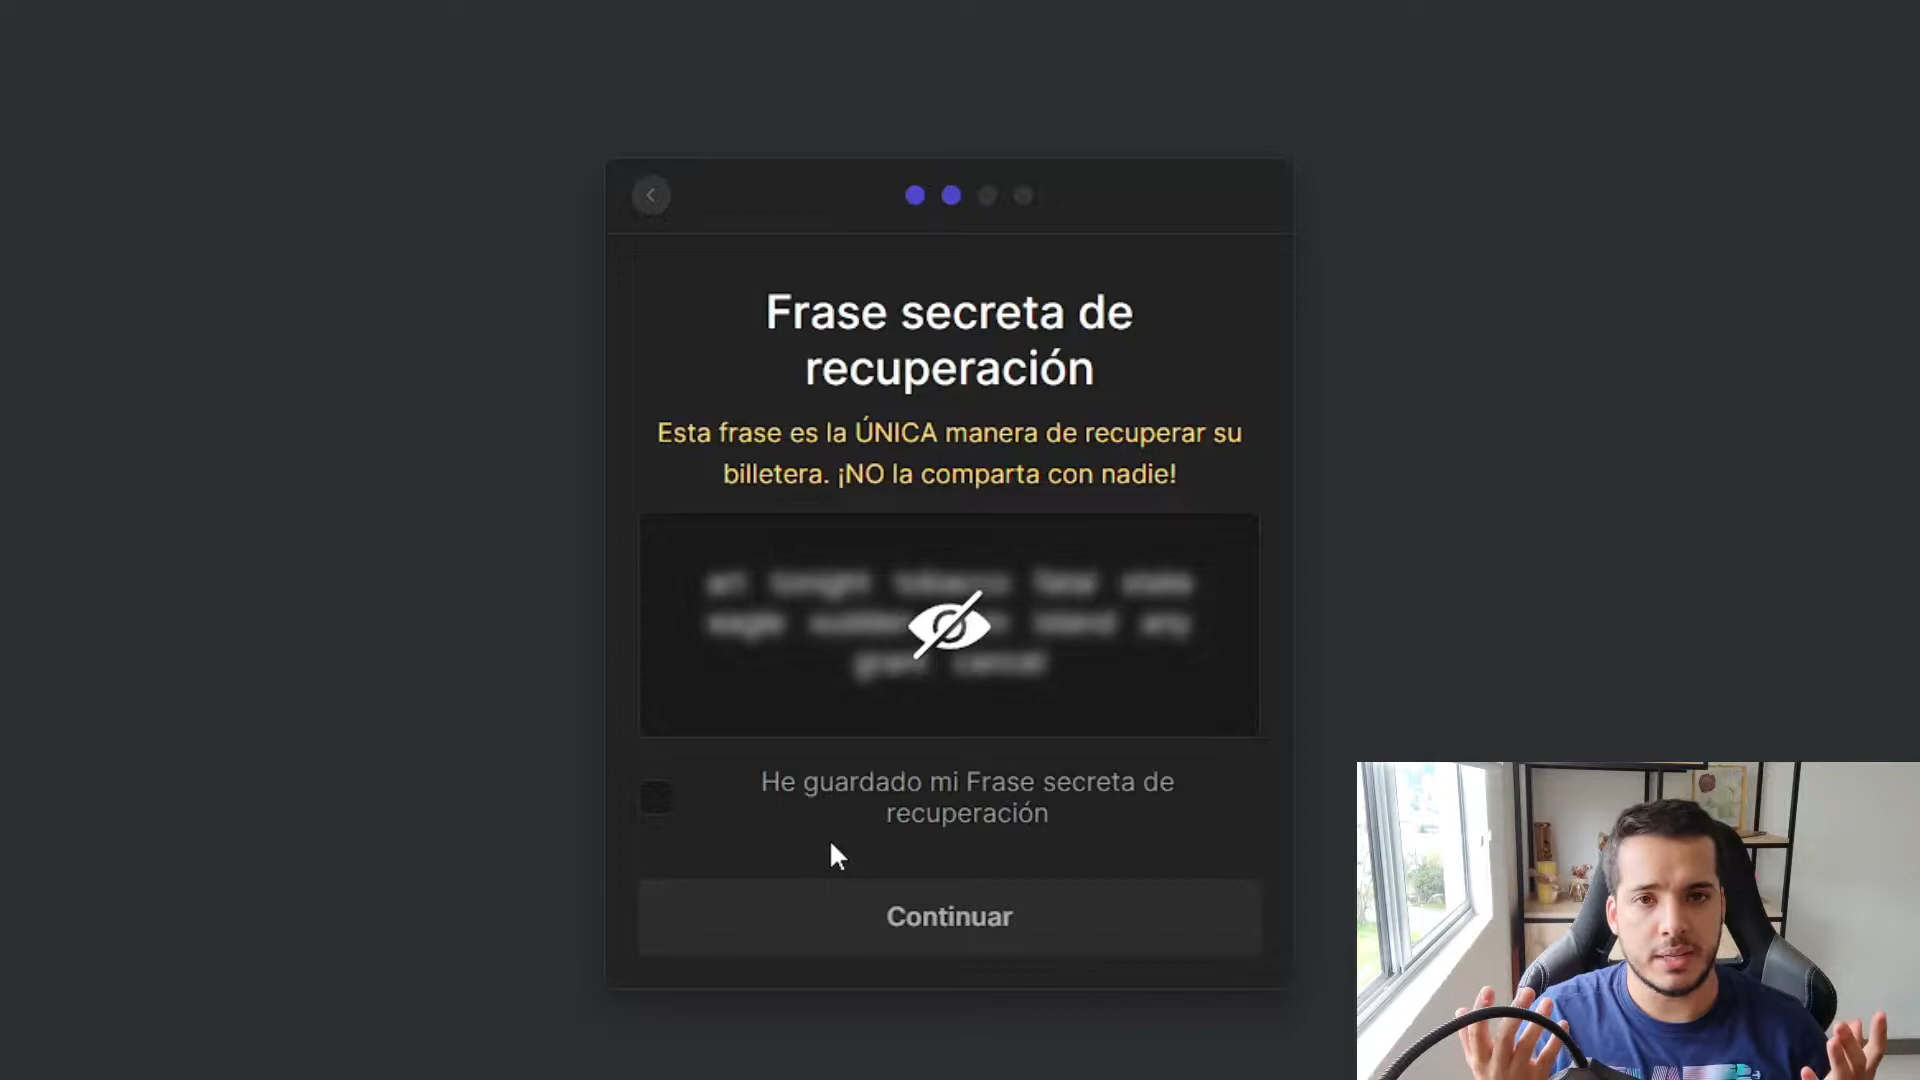 Frase secreta de
recuperación
Esta frase es la ÚNICA manera de recuperar su
billetera. ¡NO la comparta con nadie!
He guardado mi Frase secreta de
recuperación
Continuar